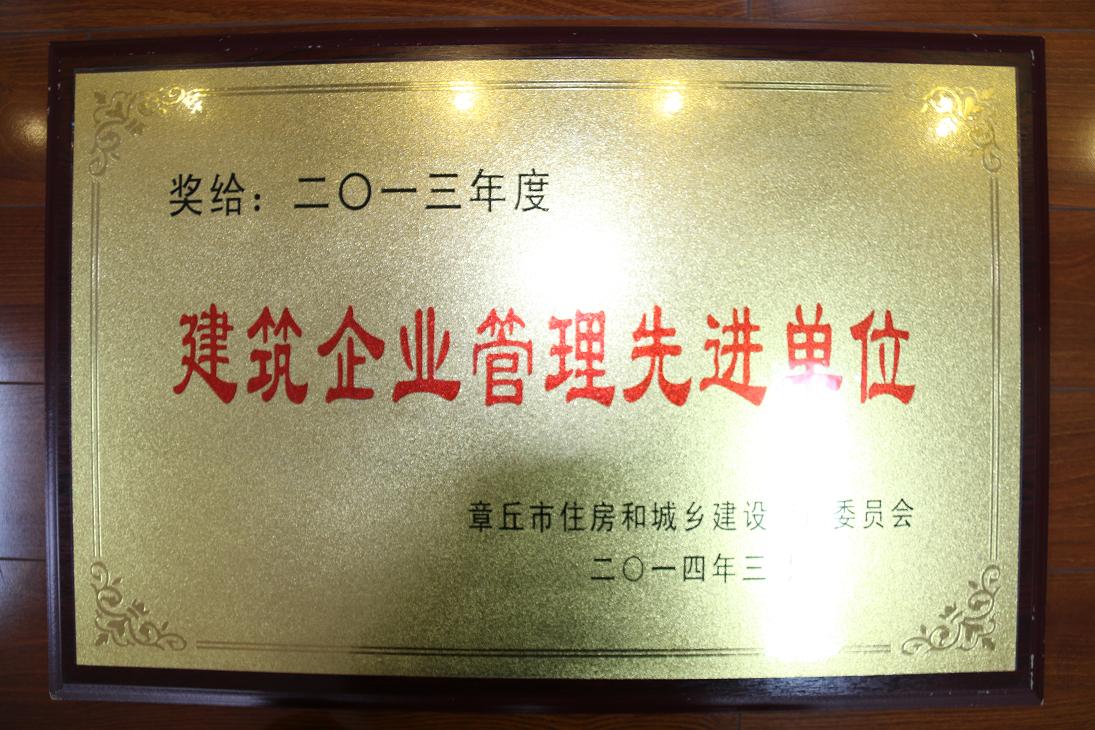 奖给：二〇一三年度
建筑企业管理先进单位
章丘市住房和城乡建设委员会
二〇一四年三